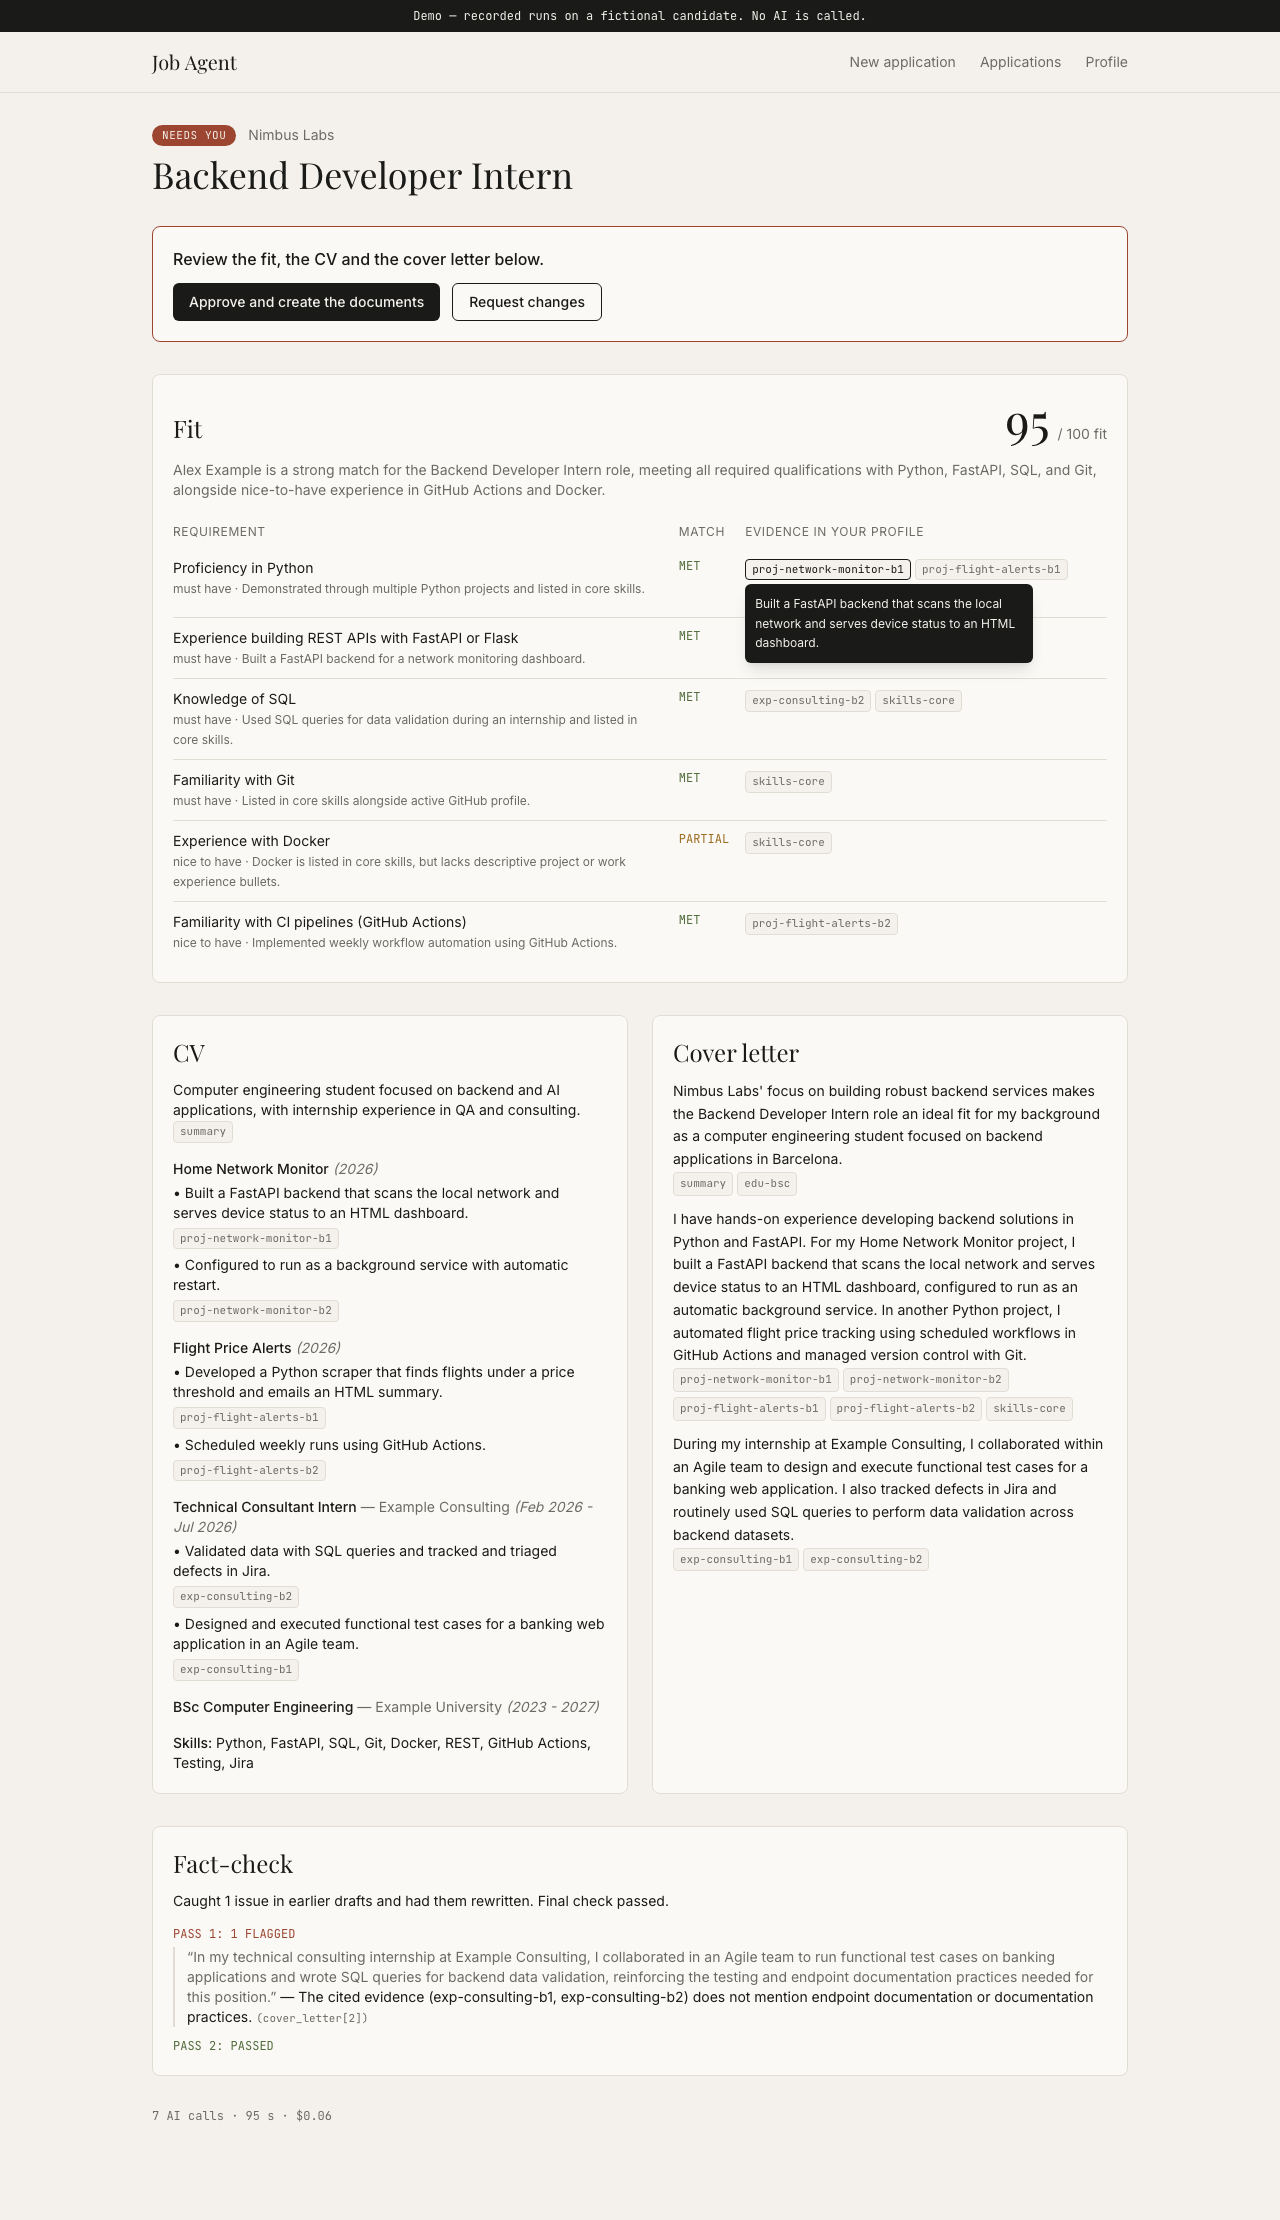 Demo — recorded runs on a fictional candidate. No AI is called.
Job Agent
New application
Applications
Profile
NEEDS YOU
Nimbus Labs
Backend Developer Intern
Review the fit, the CV and the cover letter below.
Approve and create the documents
Request changes
Fit
95 / 100 fit
Alex Example is a strong match for the Backend Developer Intern role, meeting all required qualifications with Python, FastAPI, SQL, and Git,
alongside nice-to-have experience in GitHub Actions and Docker.
REQUIREMENT
MATCH
EVIDENCE IN YOUR PROFILE
Proficiency in Python
must have · Demonstrated through multiple Python projects and listed in core skills.
MET
proj-network-monitor-b1
proj-flight-alerts-b1
Built a FastAPI backend that scans the local
network and serves device status to an HTML
dashboard.
Experience building REST APIs with FastAPI or Flask
must have · Built a FastAPI backend for a network monitoring dashboard.
MET
Knowledge of SQL
must have · Used SQL queries for data validation during an internship and listed in
core skills.
MET
exp-consulting-b2
skills-core
Familiarity with Git
must have · Listed in core skills alongside active GitHub profile.
MET
skills-core
Experience with Docker
nice to have · Docker is listed in core skills, but lacks descriptive project or work
experience bullets.
PARTIAL
skills-core
Familiarity with CI pipelines (GitHub Actions)
nice to have · Implemented weekly workflow automation using GitHub Actions.
MET
proj-flight-alerts-b2
CV
Computer engineering student focused on backend and AI
applications, with internship experience in QA and consulting.
summary
Home Network Monitor (2026)
• Built a FastAPI backend that scans the local network and
serves device status to an HTML dashboard.
proj-network-monitor-b1
• Configured to run as a background service with automatic
restart.
proj-network-monitor-b2
Flight Price Alerts (2026)
• Developed a Python scraper that finds flights under a price
threshold and emails an HTML summary.
proj-flight-alerts-b1
• Scheduled weekly runs using GitHub Actions.
proj-flight-alerts-b2
Technical Consultant Intern — Example Consulting (Feb 2026 -
Jul 2026)
• Validated data with SQL queries and tracked and triaged
defects in Jira.
exp-consulting-b2
• Designed and executed functional test cases for a banking web
application in an Agile team.
exp-consulting-b1
BSc Computer Engineering — Example University (2023 - 2027)
Skills: Python, FastAPI, SQL, Git, Docker, REST, GitHub Actions,
Testing, Jira
Cover letter
Nimbus Labs' focus on building robust backend services makes
the Backend Developer Intern role an ideal fit for my background
as a computer engineering student focused on backend
applications in Barcelona.
summary
edu-bsc
I have hands-on experience developing backend solutions in
Python and FastAPI. For my Home Network Monitor project, I
built a FastAPI backend that scans the local network and serves
device status to an HTML dashboard, configured to run as an
automatic background service. In another Python project, I
automated flight price tracking using scheduled workflows in
GitHub Actions and managed version control with Git.
proj-network-monitor-b1
proj-network-monitor-b2
proj-flight-alerts-b1
proj-flight-alerts-b2
skills-core
During my internship at Example Consulting, I collaborated within
an Agile team to design and execute functional test cases for a
banking web application. I also tracked defects in Jira and
routinely used SQL queries to perform data validation across
backend datasets.
exp-consulting-b1
exp-consulting-b2
Fact-check
Caught 1 issue in earlier drafts and had them rewritten. Final check passed.
PASS 1: 1 FLAGGED
“In my technical consulting internship at Example Consulting, I collaborated in an Agile team to run functional test cases on banking
applications and wrote SQL queries for backend data validation, reinforcing the testing and endpoint documentation practices needed for
this position.” — The cited evidence (exp-consulting-b1, exp-consulting-b2) does not mention endpoint documentation or documentation
practices. (cover_letter[2])
PASS 2: PASSED
7 AI calls · 95 s · $0.06